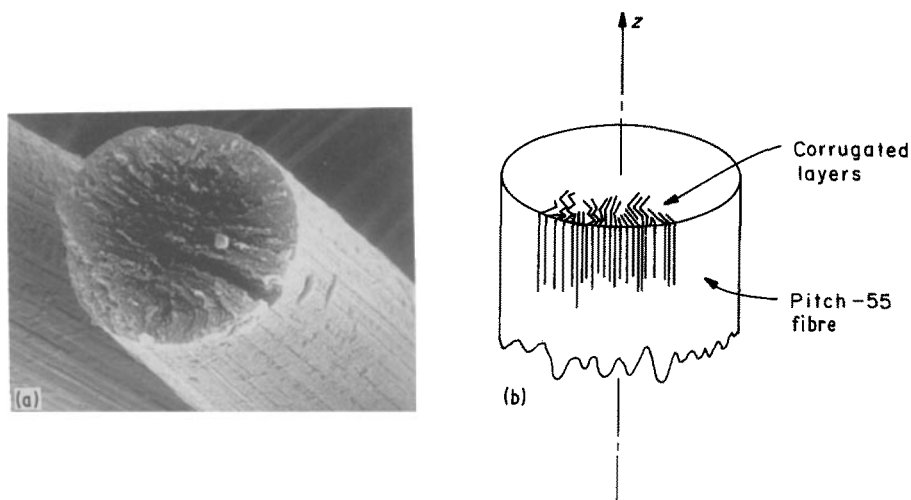 (a)
z
Corrugated
layers
Pitch-55
fibre
(b)